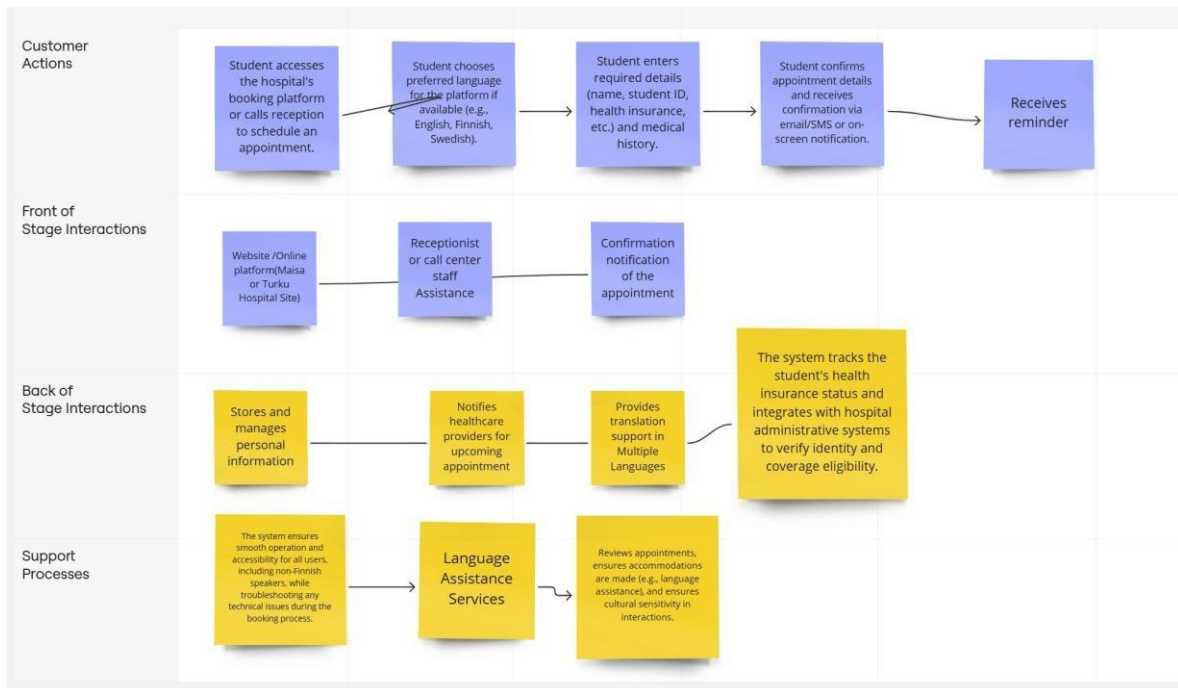 Customer
Actions
Student accesses
the hospital's
booking platform
or calls reception
to schedule an
appointment.
Student chooses
preferred language
for the platform if
available (e.g.,
English, Finnish,
Swedish).
Student enters
required details
(name, student ID,
health insurance,
etc.) and medical
history.
Student confirms
appointment details
and receives
confirmation via
email/SMS or on-
screen notification.
Receives
reminder
Front of
Stage Interactions
Website /Online
platform(Maisa
or Turku
Hospital Site)
Receptionist
or call center
staff
Assistance
Confirmation
notification
of the
appointment
Back of
Stage Interactions
Stores and
manages
personal
information
Notifies
healthcare
providers for
upcoming
appointment
Provides
translation
support in
Multiple
Languages
The system tracks the
student's health
insurance status and
integrates with hospital
administrative systems
to verify identity and
coverage eligibility.
Support
Processes
The system ensures
smooth operation and
accessibility for all users,
including non-Finnish
speakers, while
troubleshooting any
technical issues during the
booking process.
Language
Assistance
Services
Reviews appointments,
ensures accommodations
are made (e.g., language
assistance), and ensures
cultural sensitivity in
interactions.